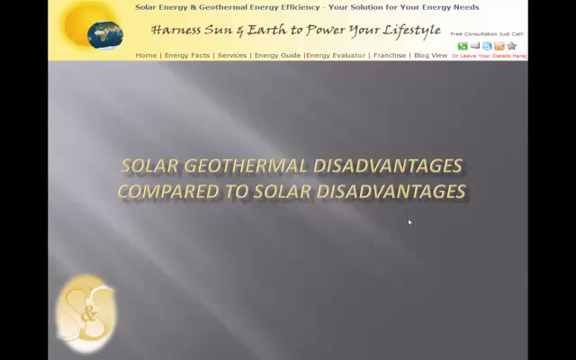 Solar Energy & Geothermal Energy Efficiency - Your Solution for Your Energy Needs
Harness Sun & Earth to Power Your Lifestyle
Free Consultation Just Call!
Home | Energy Facts | Services | Energy Guide |Energy Evaluator | Franchise | Blog View
Or Leave Your Details Here
SOLAR GEOTHERMAL DISADVANTAGES
COMPARED TO SOLAR DISADVANTAGES
S&S